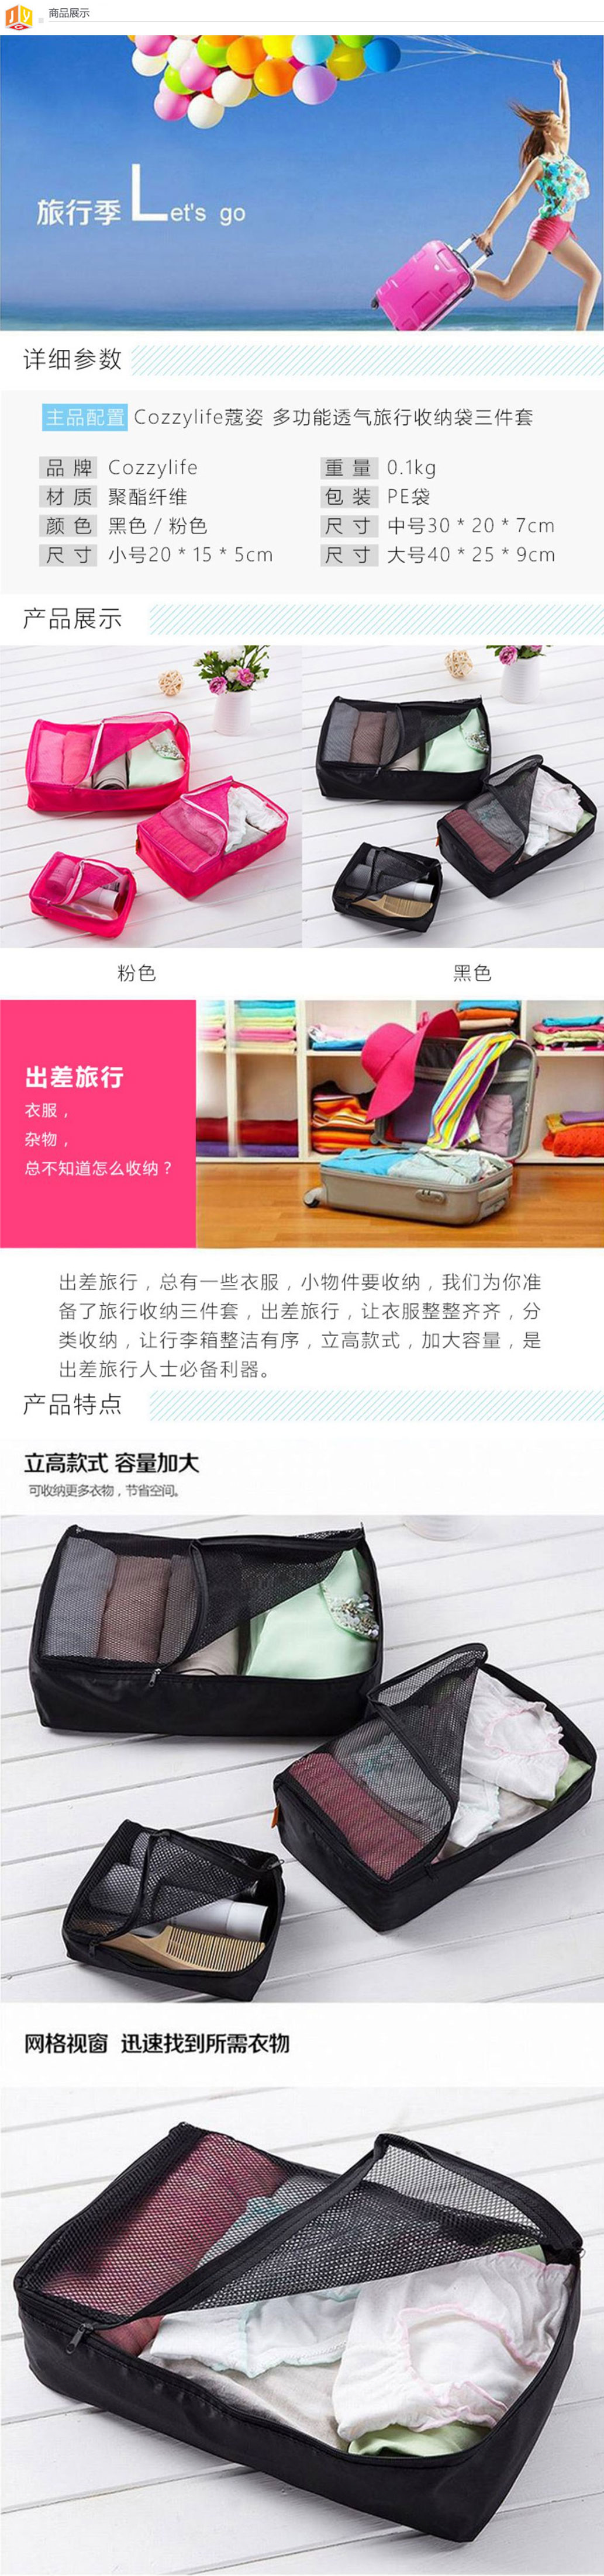 JLY
商品展示
旅行季 Let's go
详细参数
主品配置 Cozzylife蔻姿 多功能透气旅行收纳袋三件套
品牌 Cozzylife 重量 0.1kg
材质 聚酯纤维 包装 PE袋
颜色 黑色 / 粉色 尺寸 中号30 * 20 * 7cm
尺寸 小号20 * 15 * 5cm 尺寸 大号40 * 25 * 9cm
产品展示
粉色 黑色
出差旅行
衣服，
杂物，
总不知道怎么收纳？
出差旅行，总有一些衣服，小物件要收纳，我们为你准
备了旅行收纳三件套，出差旅行，让衣服整整齐齐，分
类收纳，让行李箱整洁有序，立高款式，加大容量，是
出差旅行人士必备利器。
产品特点
立高款式 容量加大
可收纳更多衣物，节省空间。
网格视窗 迅速找到所需衣物